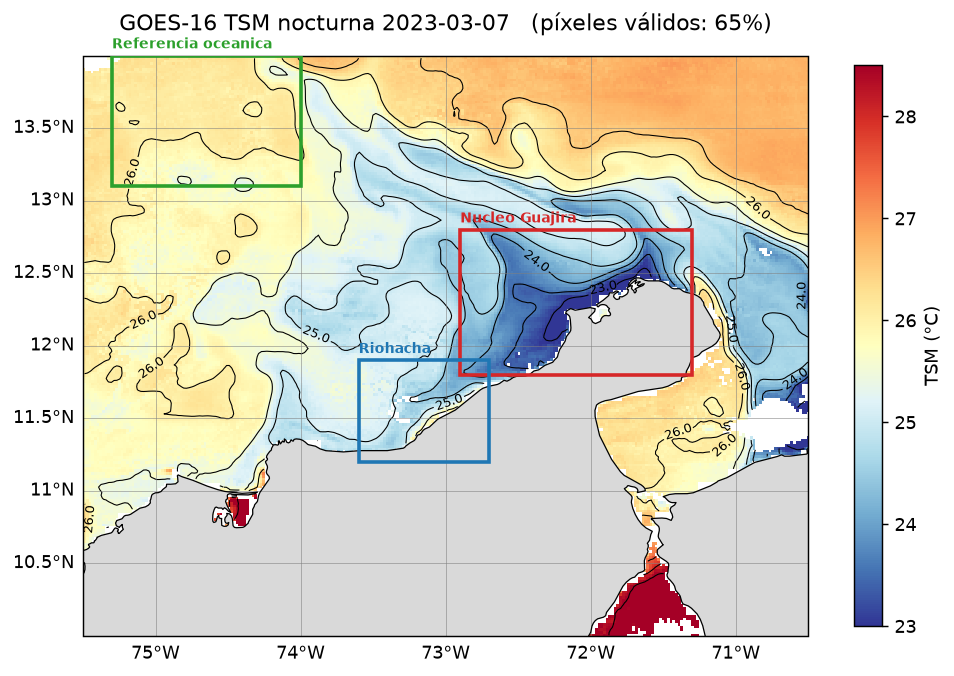 GOES-16 TSM nocturna 2023-03-07 (píxeles válidos: 65%)
Referencia oceanica
13.5°N
13°N
12.5°N
12°N
11.5°N
11°N
10.5°N
26.0
26.0
Nucleo Guajira
24.0
23.0
24.0
26.0
25.0
25.0
Riohacha
26.0
26.0
25.0
24.0
26.0
26.0
26.0
75°W
74°W
73°W
72°W
71°W
28
27
26
25
24
23
TSM (°C)